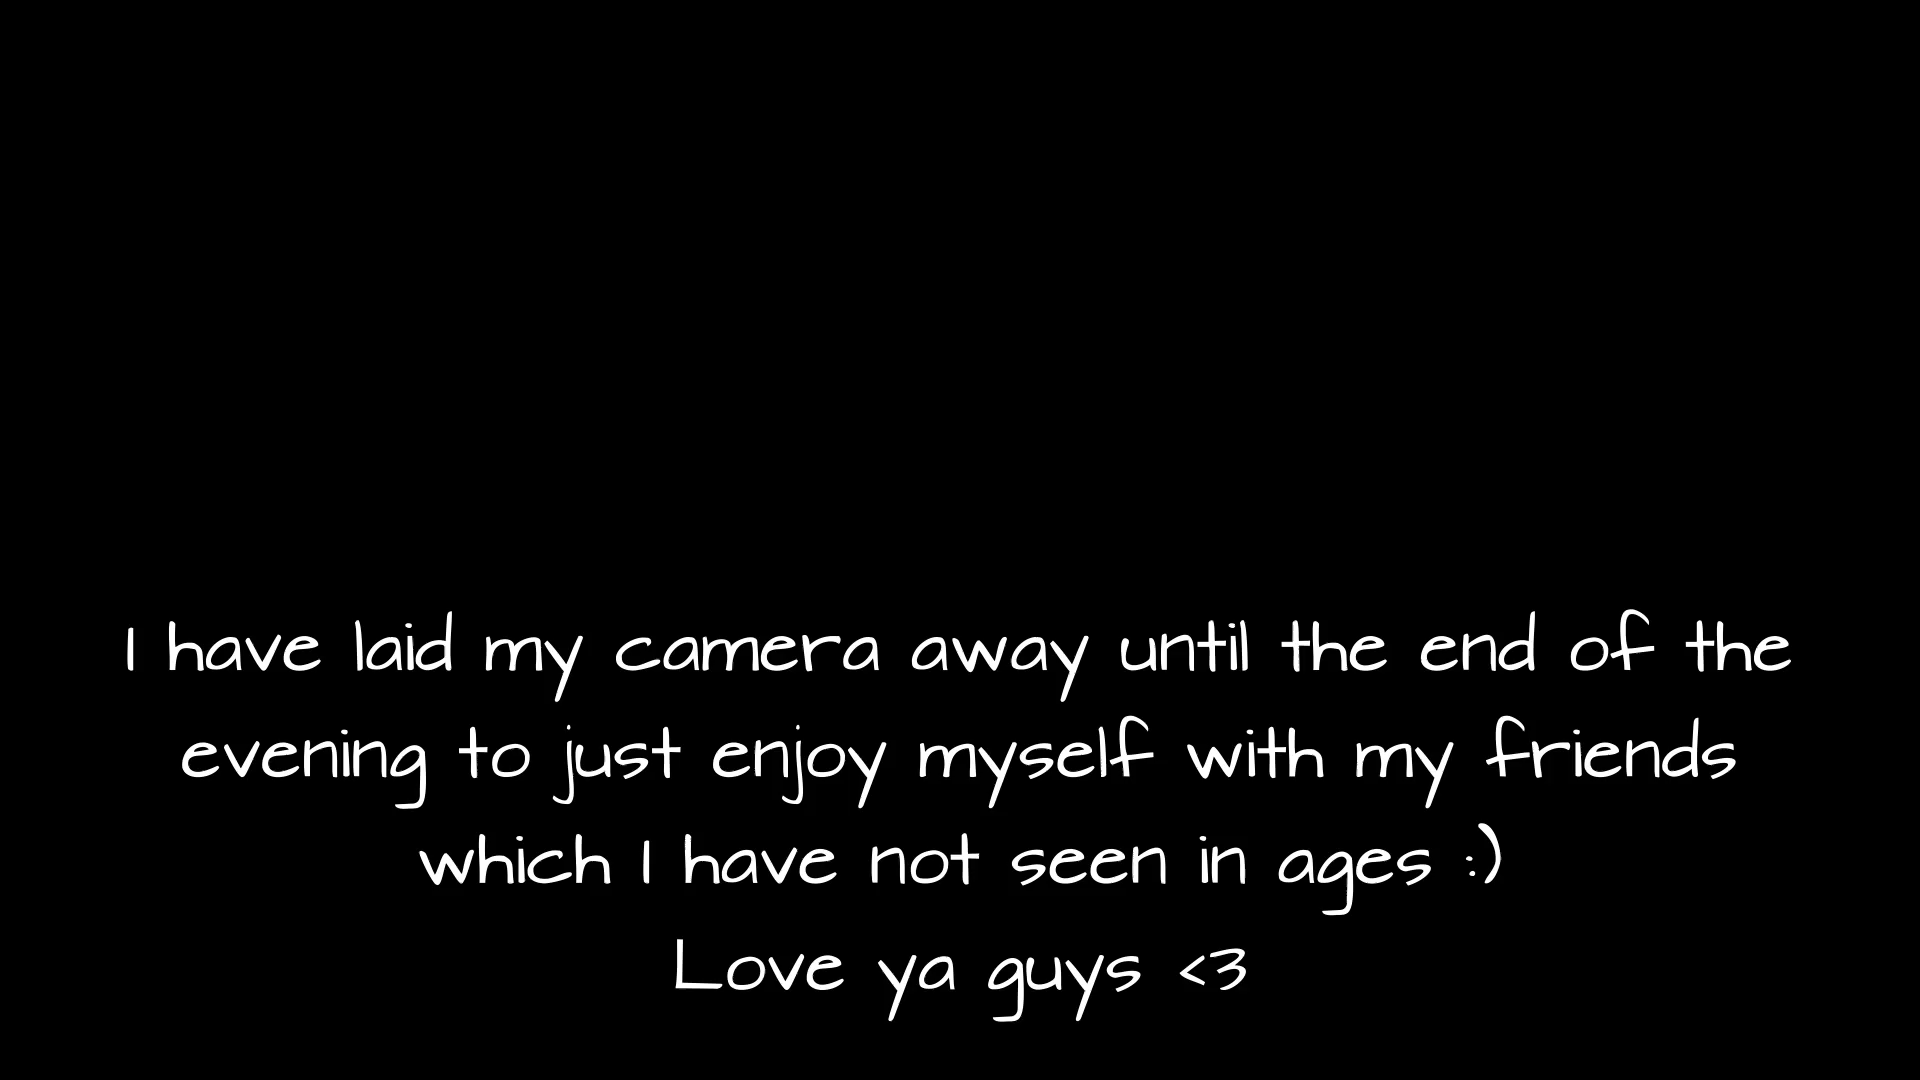 I have laid my camera away until the end of the
evening to just enjoy myself with my friends
which I have not seen in ages :)
Love ya guys <3